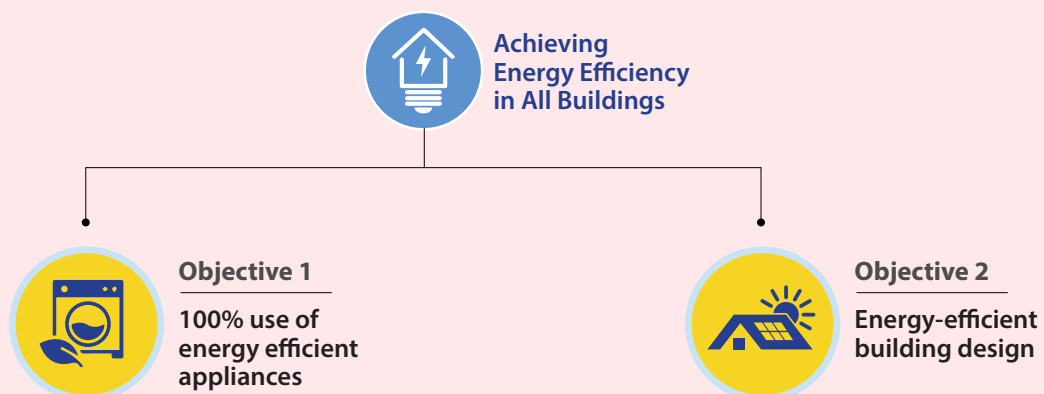 Achieving
Energy Efficiency
in All Buildings
Objective 1
100% use of
energy efficient
appliances
Objective 2
Energy-efficient
building design